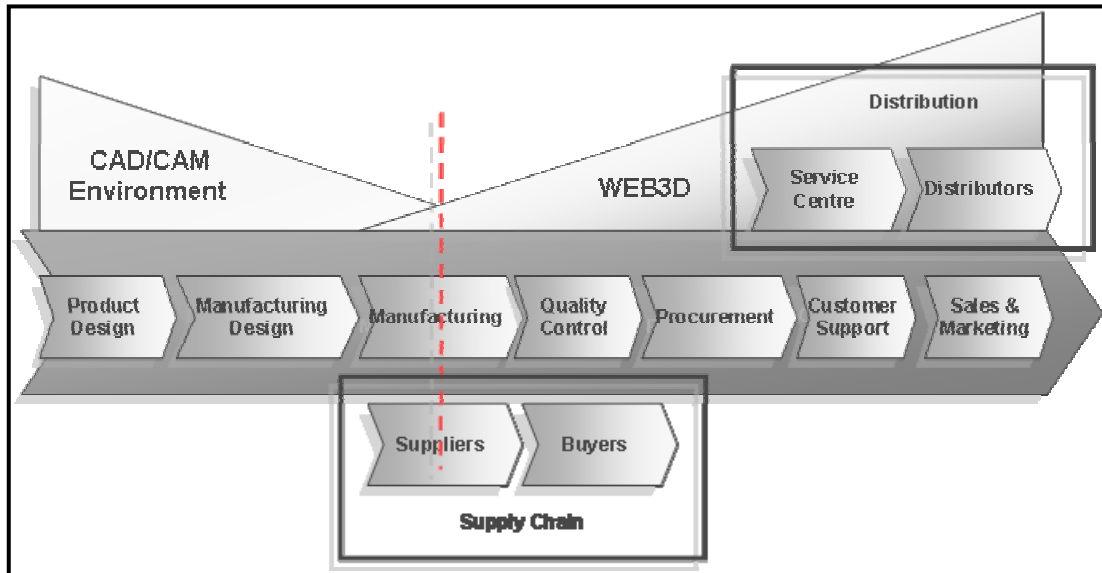 Distribution
CAD/CAM
Environment
WEB3D
Service
Centre
Distributors
Product
Design
Manufacturing
Design
Manufacturing
Quality
Control
Procurement
Customer
Support
Sales &
Marketing
Suppliers
Buyers
Supply Chain